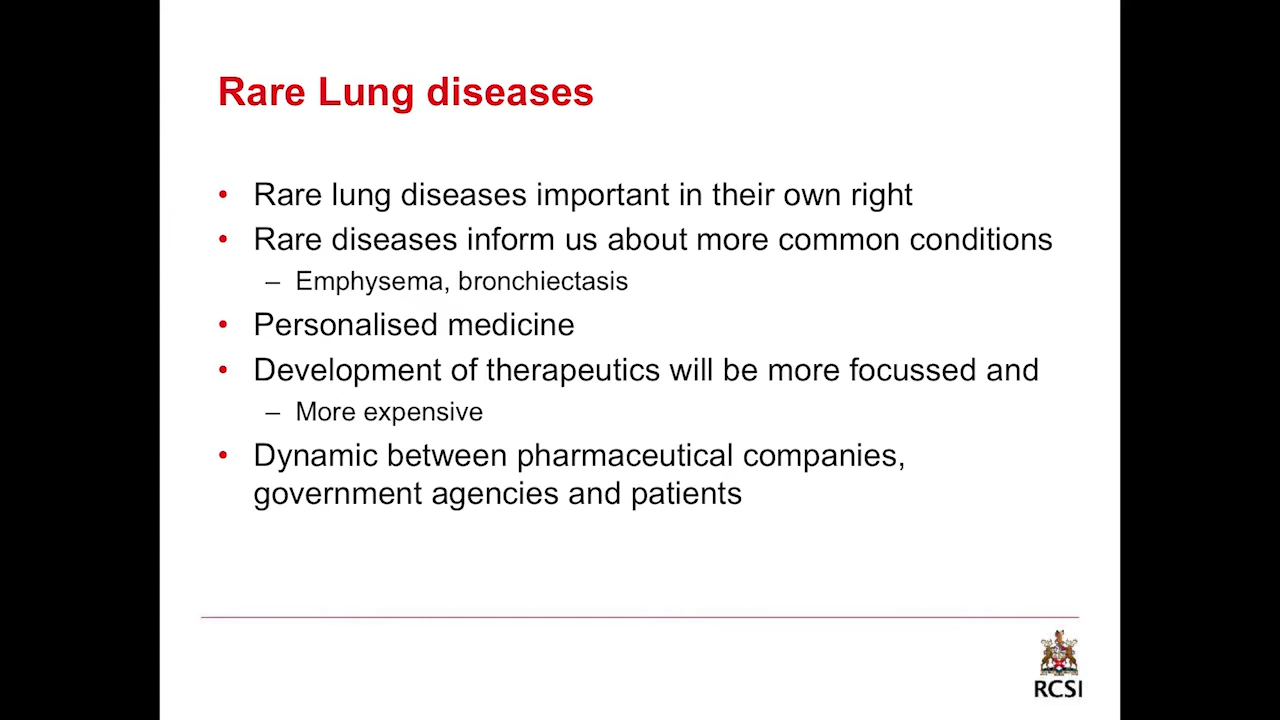 Rare Lung diseases
• Rare lung diseases important in their own right
• Rare diseases inform us about more common conditions
– Emphysema, bronchiectasis
• Personalised medicine
• Development of therapeutics will be more focussed and
– More expensive
• Dynamic between pharmaceutical companies,
government agencies and patients
RCSI